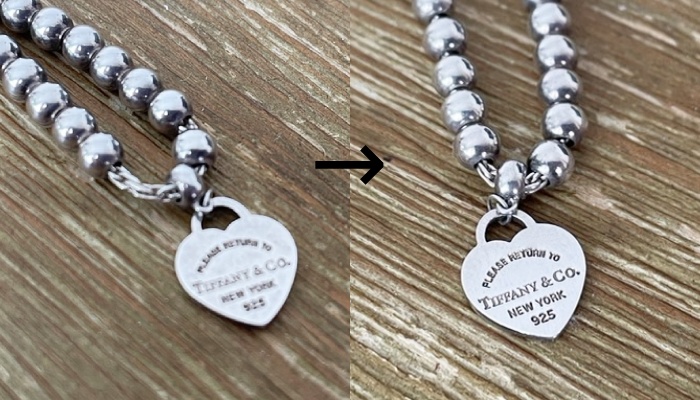 PLEASE RETURN TO
TIFFANY & CO.
NEW YORK
925
PLEASE RETURN TO
TIFFANY & CO.
NEW YORK
925